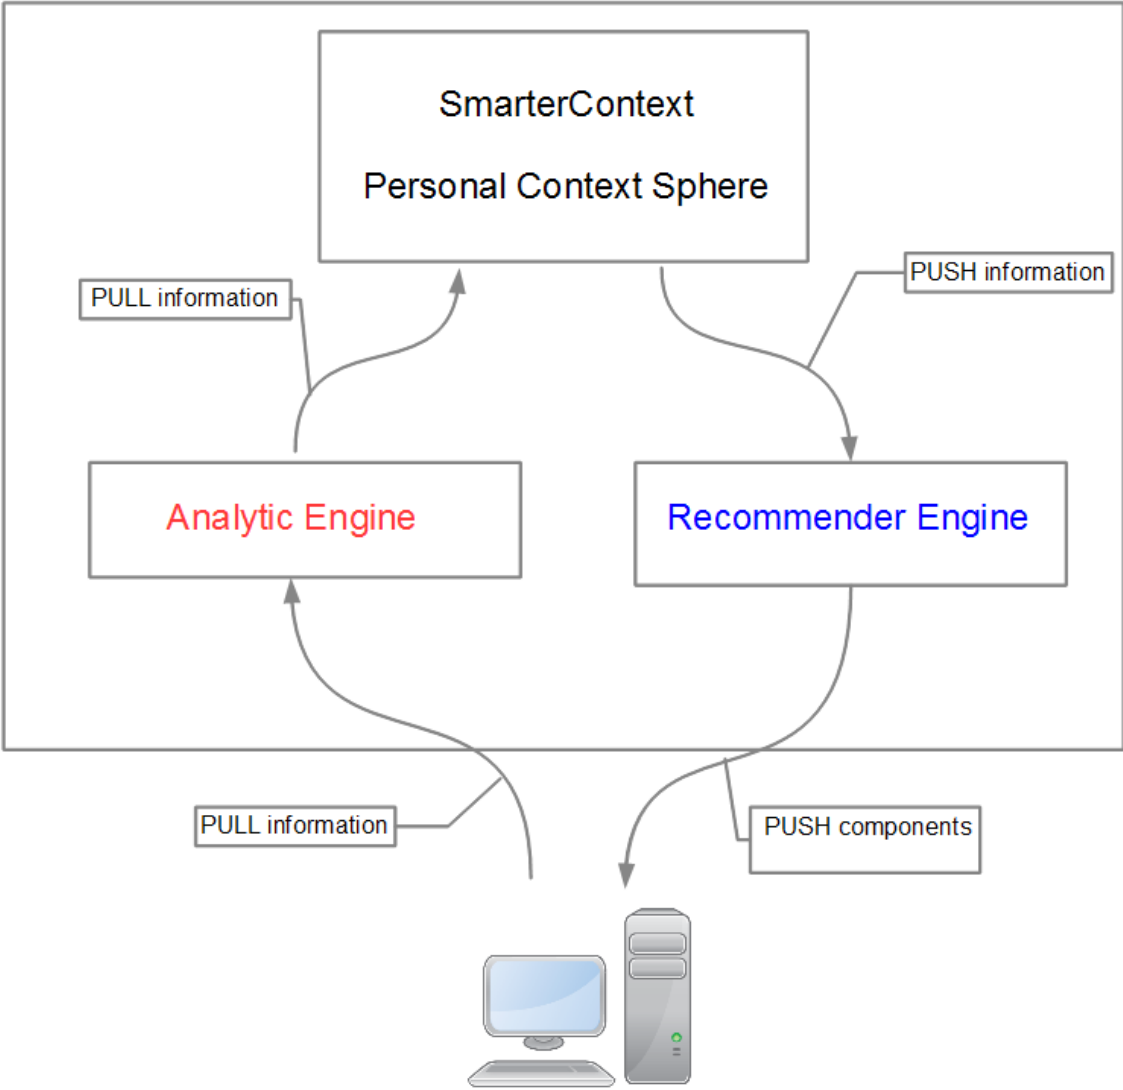 SmarterContext
Personal Context Sphere
PULL information
PUSH information
Analytic Engine
Recommender Engine
PULL information
PUSH components